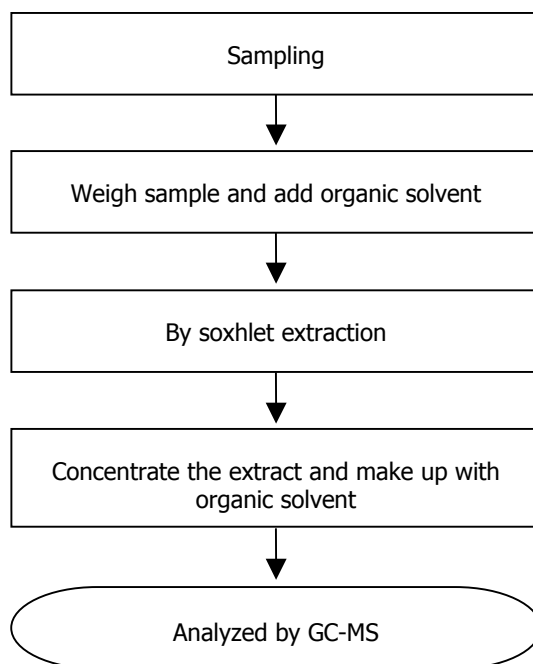 Sampling
Weigh sample and add organic solvent
By soxhlet extraction
Concentrate the extract and make up with
organic solvent
Analyzed by GC-MS